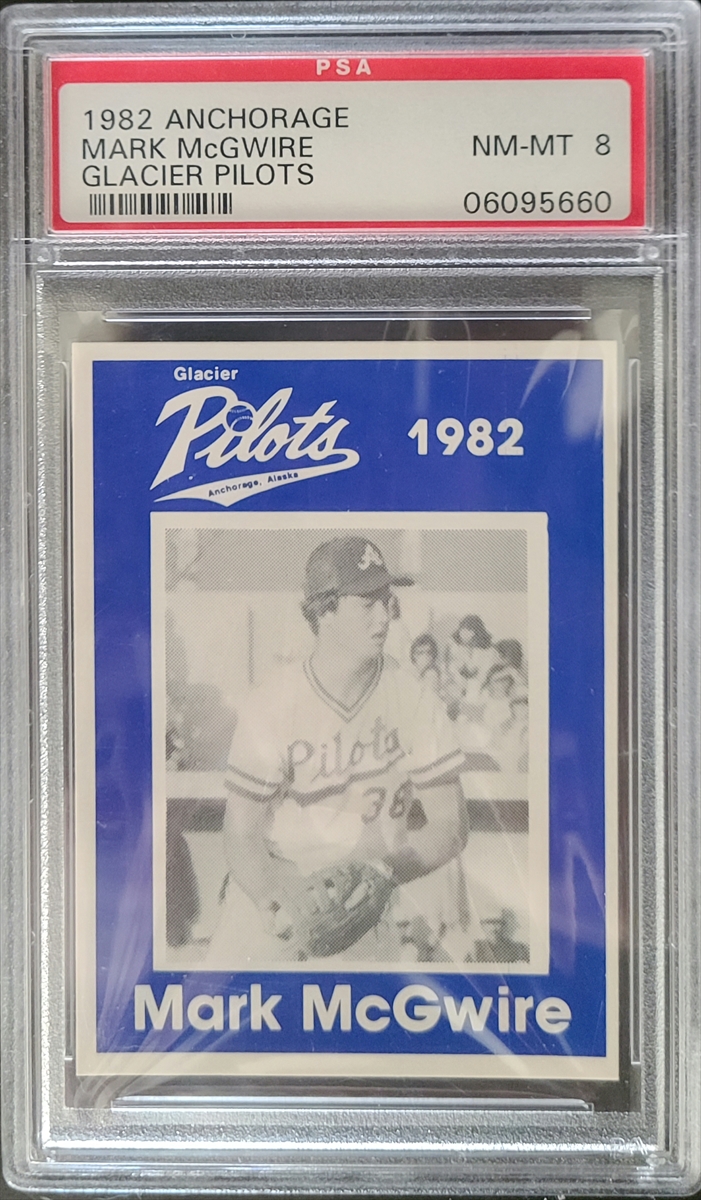 PSA
1982 ANCHORAGE
MARK McGWIRE NM-MT 8
GLACIER PILOTS
06095660
Glacier
Pilots 1982
Anchorage, Alaska
A
Pilots
38
Mark McGwire